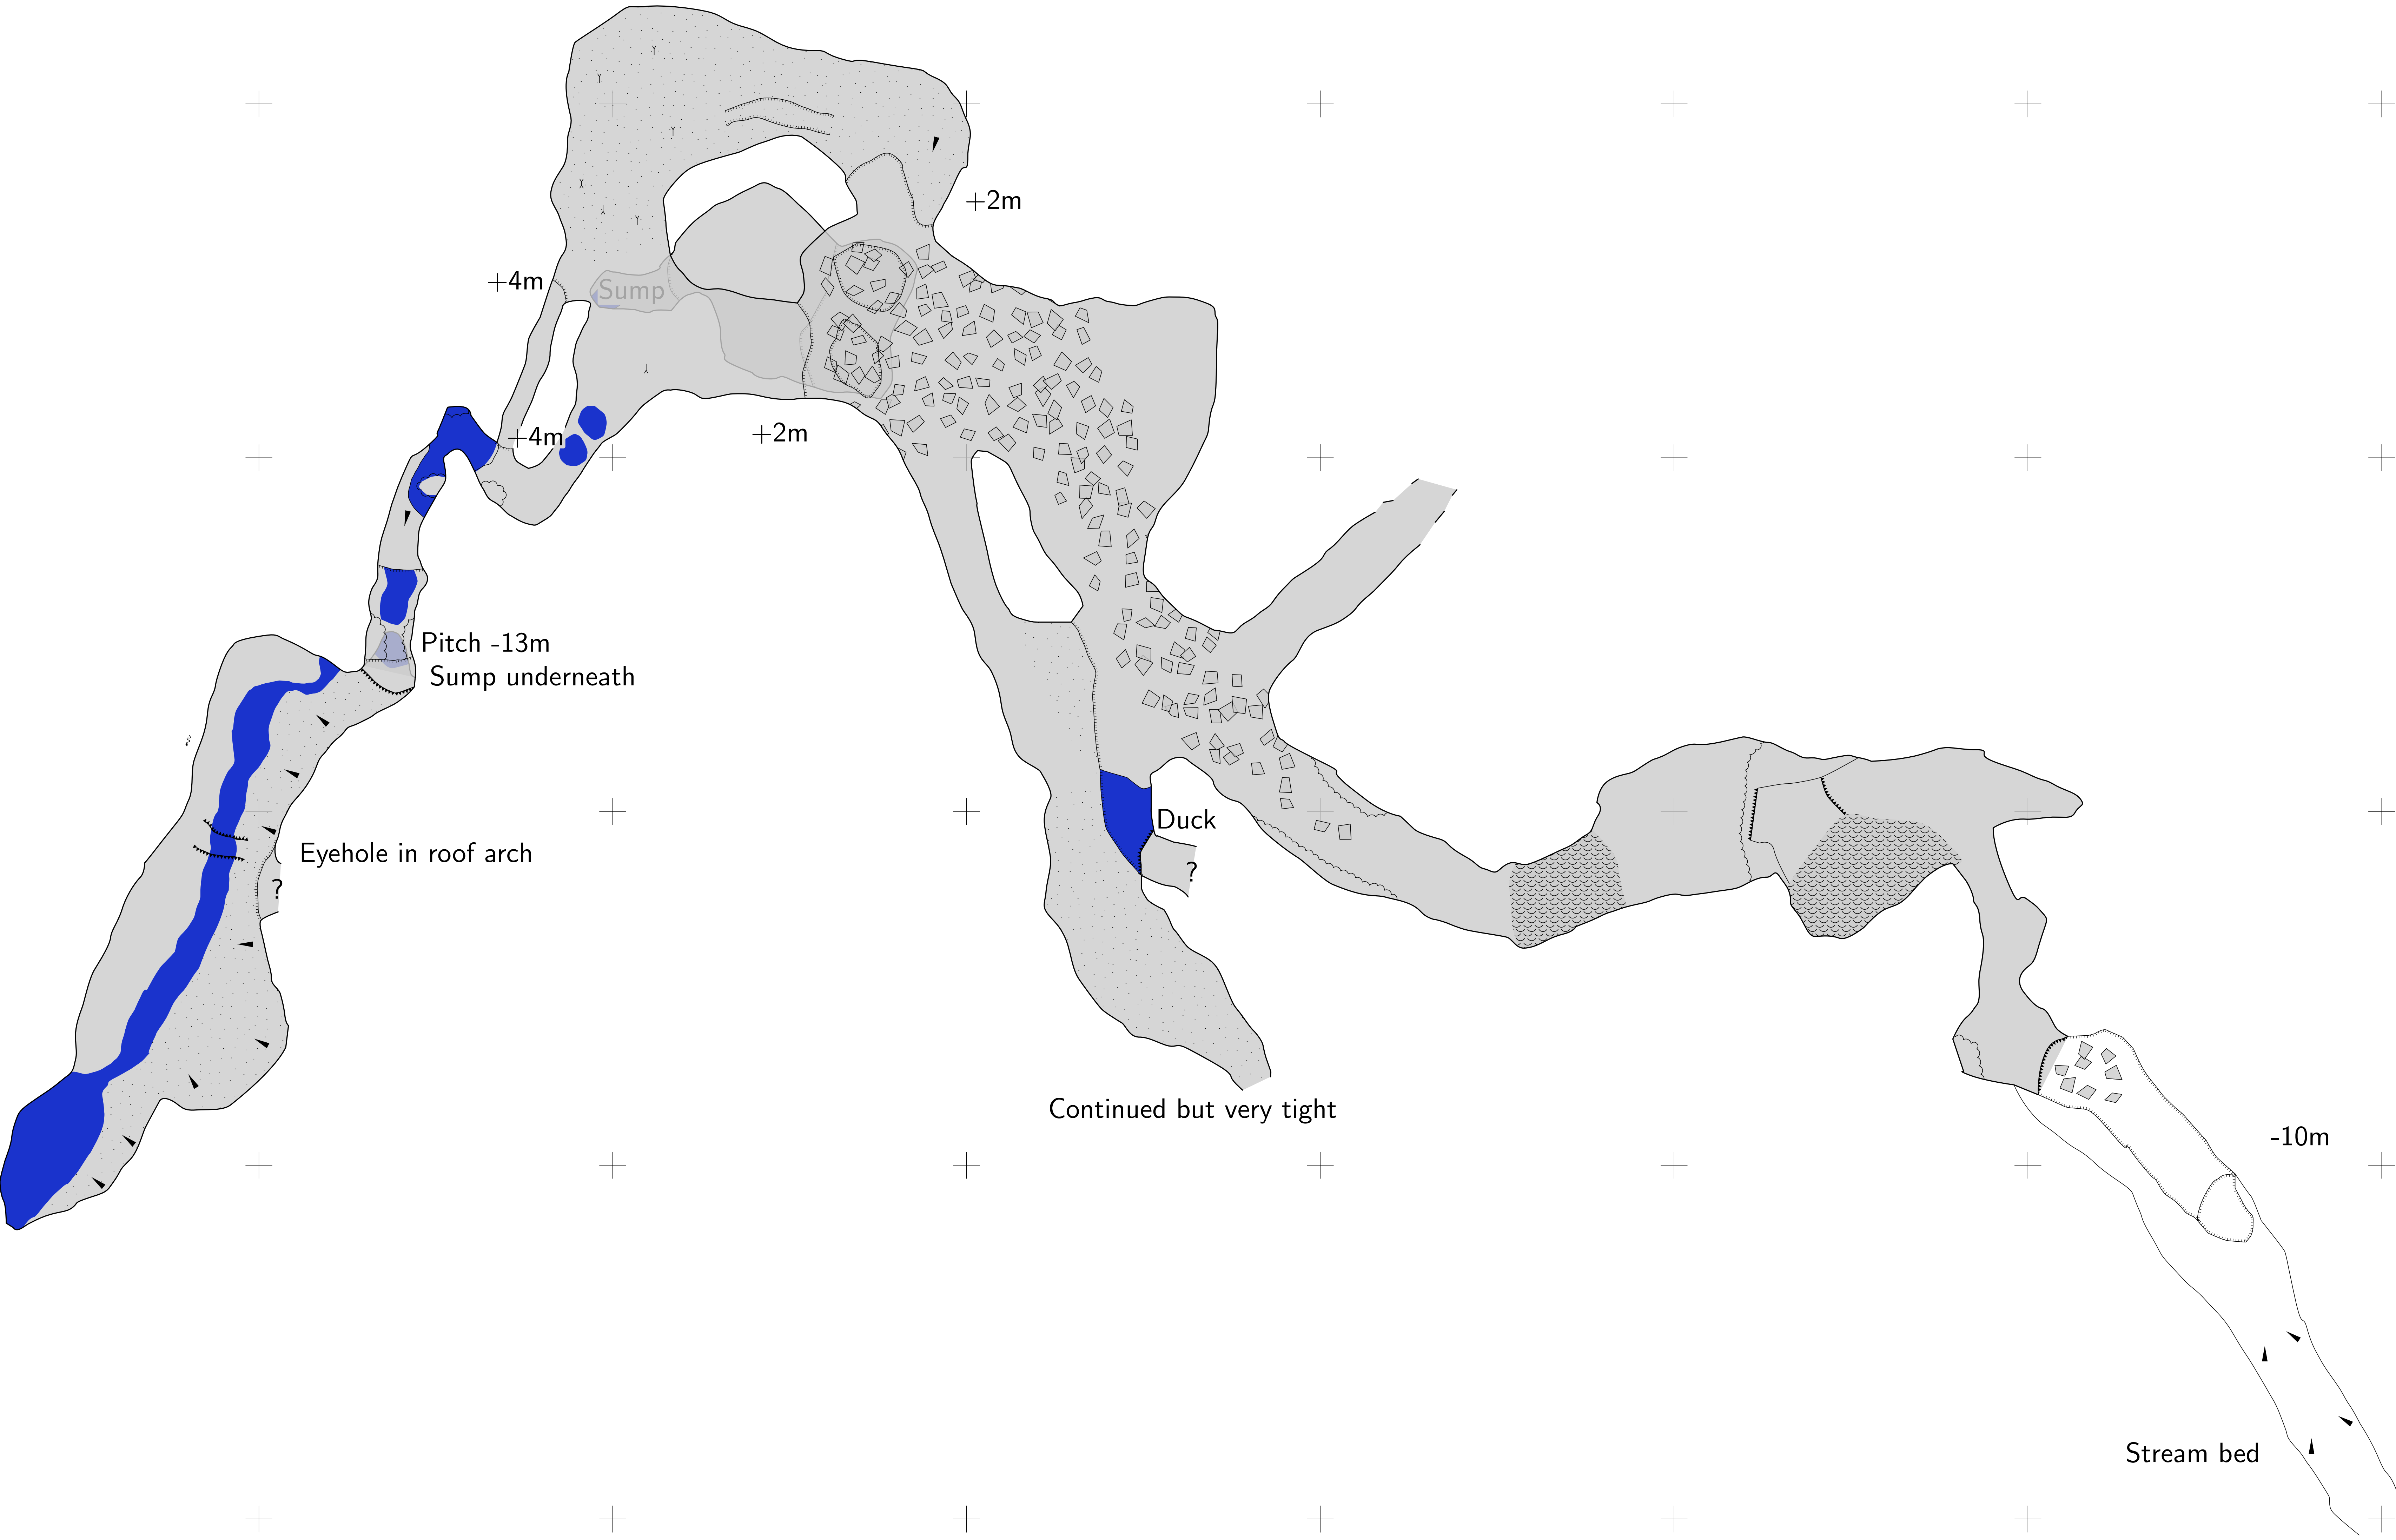 +2m
+4m
Sump
+4m
+2m
Pitch -13m
Sump underneath
Duck
Eyehole in roof arch
?
?
Continued but very tight
-10m
Stream bed